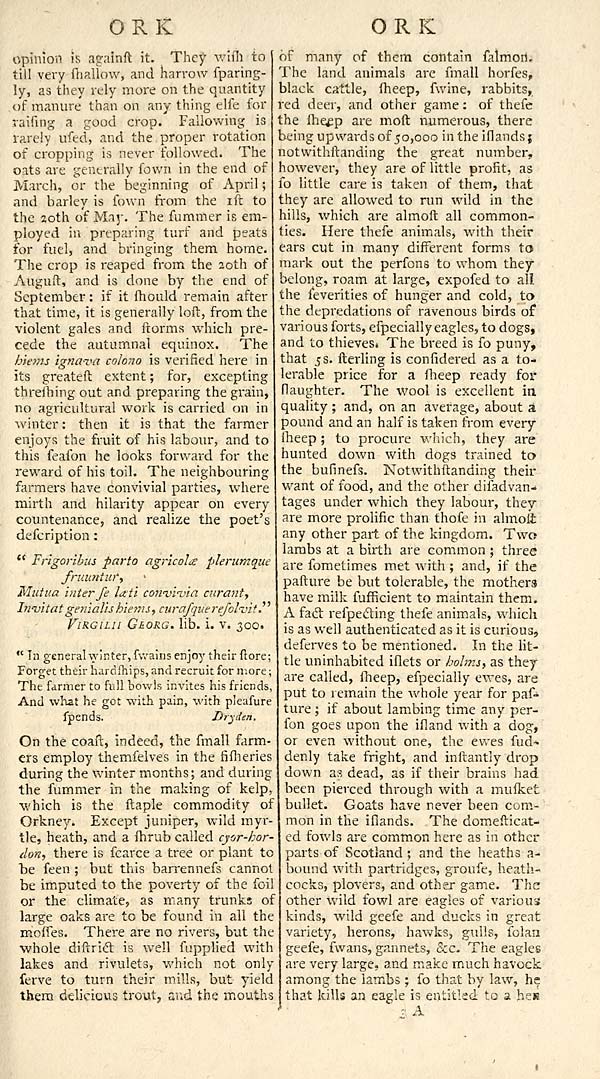 ORK
opinion is againſt it. They wiſh to
till very ſhallow, and harrow ſparing-
ly, as they rely more on the quantity
of manure than on any thing elſe for
raiſing a good crop. Fallowing is
rarely uſed, and the proper rotation
of cropping is never followed. The
oats are generally ſown in the end of
March, or the beginning of April;
and barley is ſown from the 1ſt to
the 20th of May. The ſummer is em-
ployed in preparing turf and peats
for fuel, and bringing them home.
The crop is reaped from the 20th of
Auguſt, and is done by the end of
September: if it ſhould remain after
that time, it is generally loſt, from the
violent gales and ſtorms which pre-
cede the autumnal equinox. The
hiems ignava colono is verified here in
its greateſt extent; for, excepting
threſhing out and preparing the grain,
no agricultural work is carried on in
winter: then it is that the farmer
enjoys the fruit of his labour, and to
this ſeaſon he looks forward for the
reward of his toil. The neighbouring
farmers have convivial parties, where
mirth and hilarity appear on every
countenance, and realize the poet's
deſcription:
“ Frigoribus parto agricolæ plerumque
fruuntur,
Mutua inter ſe læti convivia curant,
Invitat genialis hiems, curaſque reſolvit.”
VIRGILII GEORG. lib. i. v. 300.
“ In general winter, ſwains enjoy their ſtore;
Forget their hardſhips, and recruit for more;
The farmer to full bowls invites his friends,
And what he got with pain, with pleaſure
ſpends. Dryden.
On the coaſt, indeed, the ſmall farm-
ers employ themſelves in the fiſheries
during the winter months; and during
the ſummer in the making of kelp,
which is the ſtaple commodity of
Orkney. Except juniper, wild myr-
tle, heath, and a ſhrub called cyor-hor-
don, there is ſcarce a tree or plant to
be ſeen; but this barrenneſs cannot
be imputed to the poverty of the ſoil
or the climate, as many trunks of
large oaks are to be found in all the
moſſes. There are no rivers, but the
whole diſtrict is well ſupplied with
lakes and rivulets, which not only
ſerve to turn their mills, but yield
them delicious trout, and the mouths
ORK
of many of them contain ſalmon.
The land animals are ſmall horſes,
black cattle, ſheep, ſwine, rabbits,
red deer, and other game: of theſe
the ſheep are moſt numerous, there
being upwards of 50,000 in the iſlands;
notwithſtanding the great number,
however, they are of little profit, as
ſo little care is taken of them, that
they are allowed to run wild in the
hills, which are almoſt all common-
ties. Here theſe animals, with their
ears cut in many different forms to
mark out the perſons to whom they
belong, roam at large, expoſed to all
the ſeverities of hunger and cold, to
the depredations of ravenous birds of
various ſorts, eſpecially eagles, to dogs,
and to thieves. The breed is ſo puny,
that 5s. ſterling is conſidered as a to-
lerable price for a ſheep ready for
ſlaughter. The wool is excellent in
quality; and, on an average, about a
pound and an half is taken from every
ſheep; to procure which, they are
hunted down with dogs trained to
the buſineſs. Notwithſtanding their
want of food, and the other diſadvan-
tages under which they labour, they
are more prolific than thoſe in almoſt
any other part of the kingdom. Two
lambs at a birth are common; three
are ſometimes met with; and, if the
paſture be but tolerable, the mothers
have milk ſufficient to maintain them.
A fact reſpecting theſe animals, which
is as well authenticated as it is curious,
deſerves to be mentioned. In the lit-
tle uninhabited iſlets or holms, as they
are called, ſheep, eſpecially ewes, are
put to remain the whole year for paſ-
ture; if about lambing time any per-
ſon goes upon the iſland with a dog,
or even without one, the ewes ſud-
denly take fright, and inſtantly drop
down as dead, as if their brains had
been pierced through with a muſket
bullet. Goats have never been com-
mon in the iſlands. The domeſticat-
ed fowls are common here as in other
parts of Scotland; and the heaths a-
bound with partridges, grouſe, heath-
cocks, plovers, and other game. The
other wild fowl are eagles of various
kinds, wild geeſe and ducks in great
variety, herons, hawks, gulls, ſolan
geeſe, ſwans, gannets, &c. The eagles
are very large, and make much havock
among the lambs; ſo that by law, he
that kills an eagle is entitled to a hen
3 A